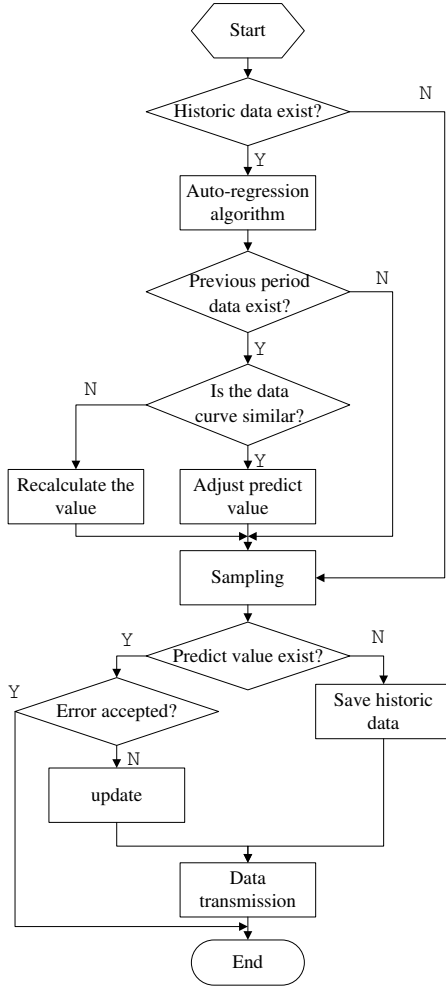 Start
Historic data exist?
N
Y
Auto-regression
algorithm
Previous period
data exist?
N
Y
Is the data
curve similar?
N
Y
Recalculate the
value
Adjust predict
value
Sampling
Predict value exist?
Y
N
Y
Error accepted?
Save historic
data
N
update
Data
transmission
End